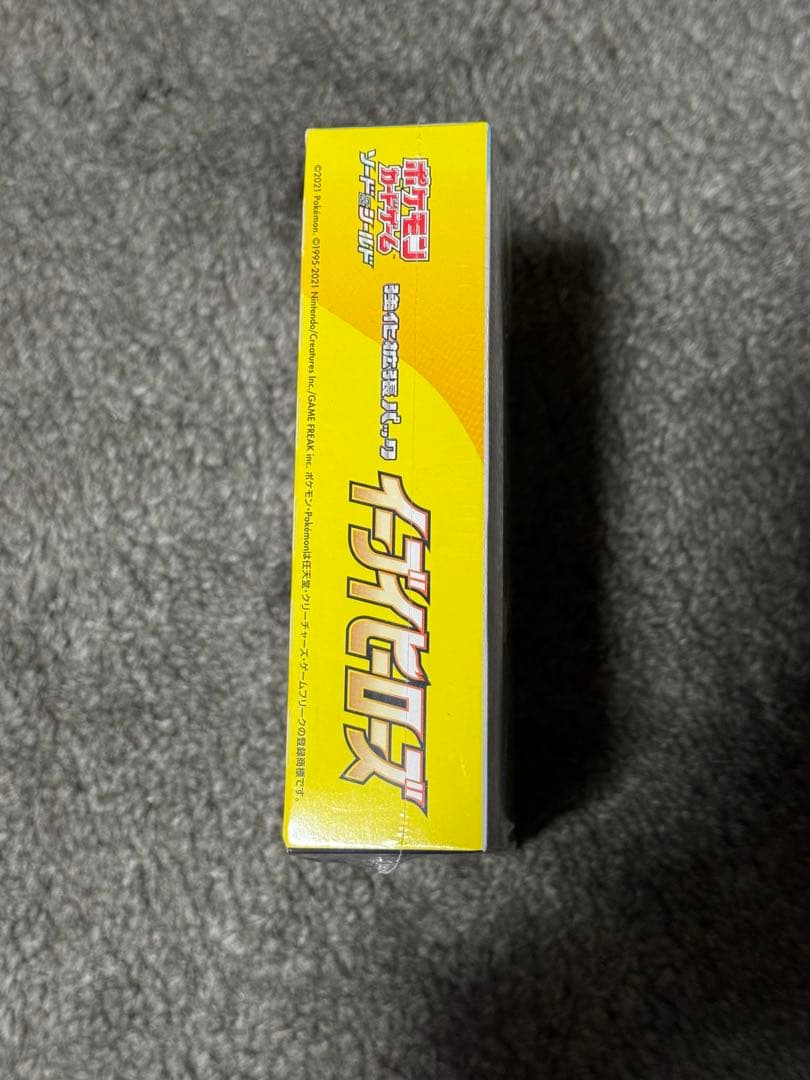 ポケモン
カードゲーム
ソード&シールド
強化拡張パック
イーブイヒーローズ
©2021 Pokémon. ©1995-2021 Nintendo/Creatures Inc./GAME FREAK inc. ポケモン・Pokémonは任天堂・クリーチャーズ・ゲームフリークの登録商標です。